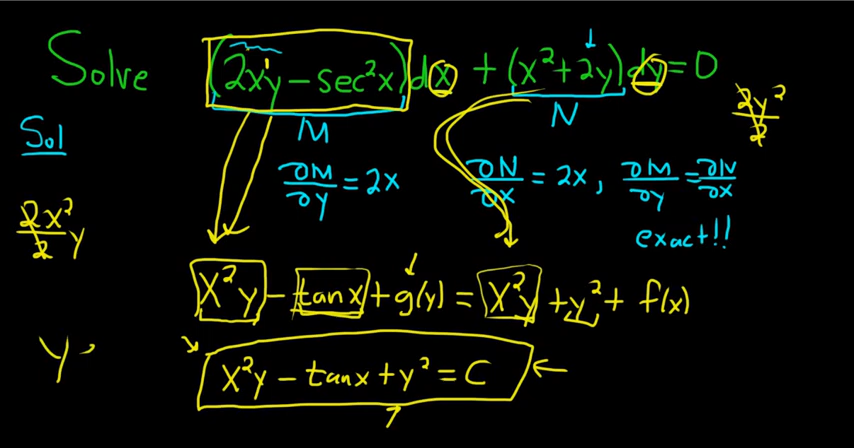 Solve (2xy – sec²x)dx + (x² + 2y)dy = 0
M
N
2y²/2
Sol
∂M/∂y = 2x
∂N/∂x = 2x, ∂M/∂y = ∂N/∂x
exact!!
2x²/2 y
x²y – tanx + g(y) = x²y + y² + f(x)
y
x²y – tanx + y² = C